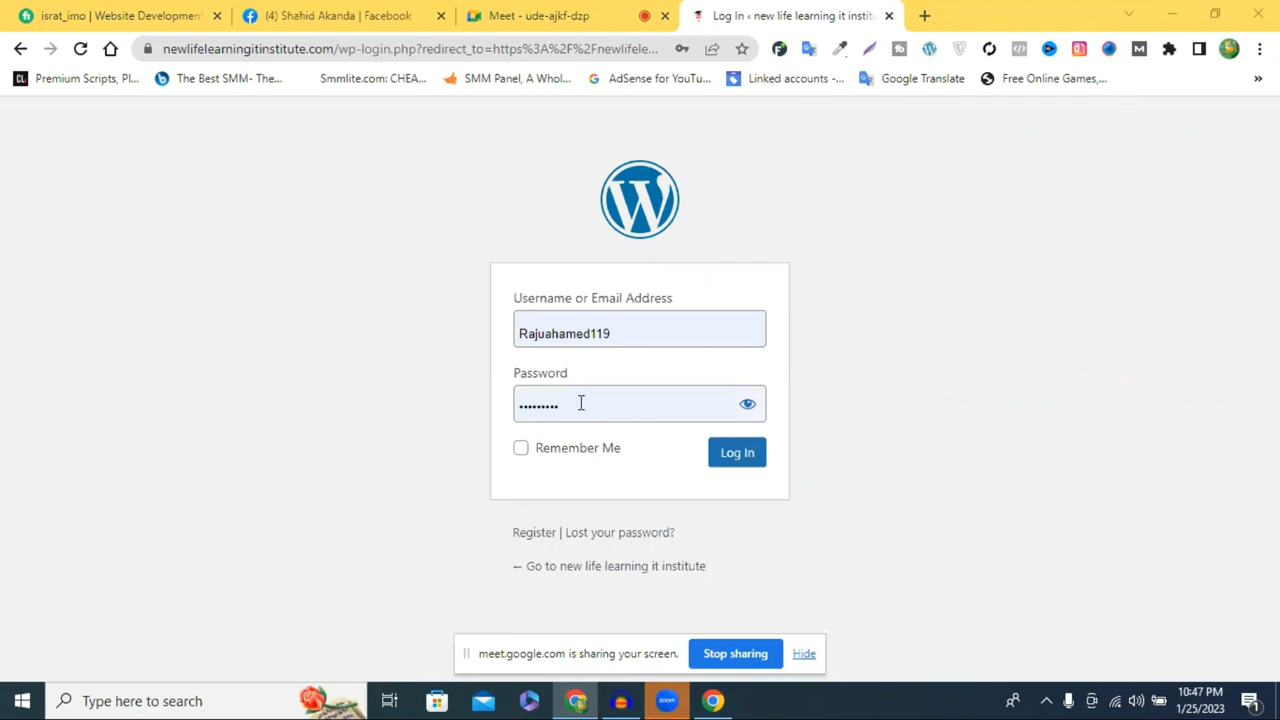 israt_imo | Website Development
(4) Shahid Akanda | Facebook
Meet - ude-ajkf-dzp
Log In ‹ new life learning it instit
newlifelearningitinstitute.com/wp-login.php?redirect_to=https%3A%2F%2Fnewlifele...
Premium Scripts, Pl...
The Best SMM- The...
Smmlite.com: CHEA...
SMM Panel, A Whol...
AdSense for YouTu...
Linked accounts -...
Google Translate
Free Online Games,...
»
Username or Email Address
Rajuahamed119
Password
•••••••••
Remember Me
Log In
Register | Lost your password?
← Go to new life learning it institute
meet.google.com is sharing your screen.
Stop sharing
Hide
Type here to search
zoom
10:47 PM
1/25/2023